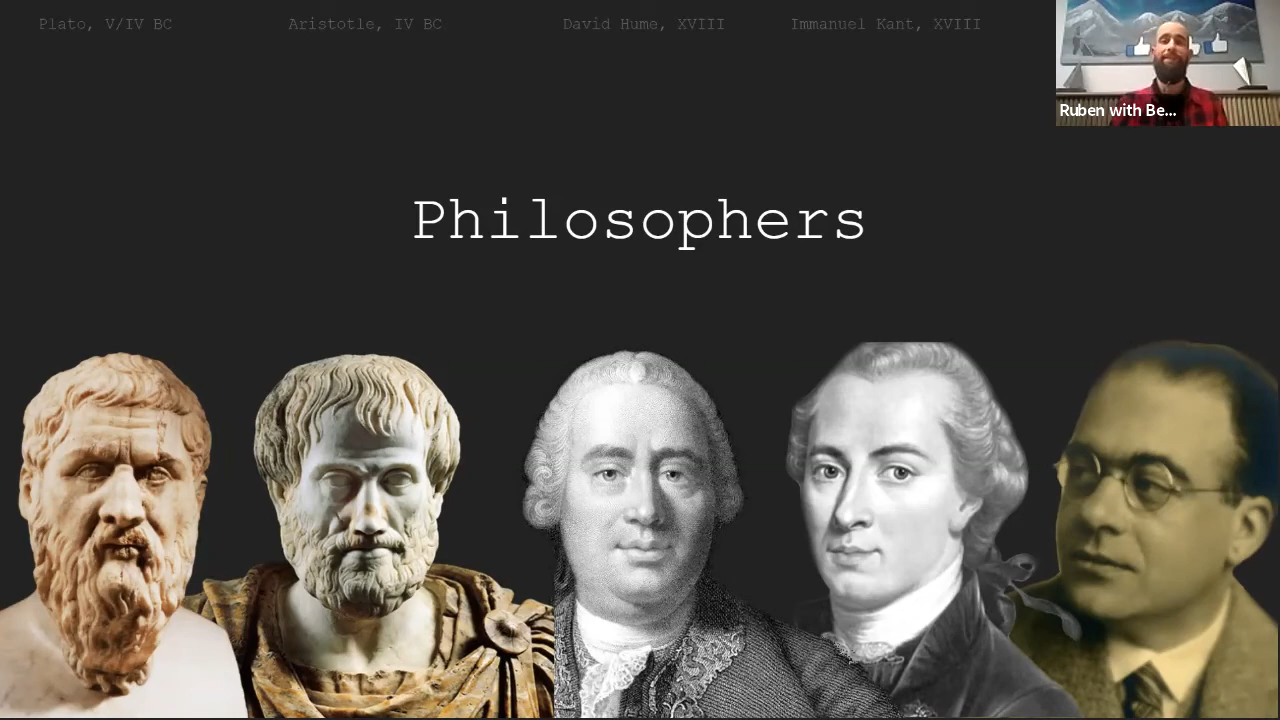 Plato, V/IV BC
Aristotle, IV BC
David Hume, XVIII
Immanuel Kant, XVIII
Ruben with Be...
Philosophers